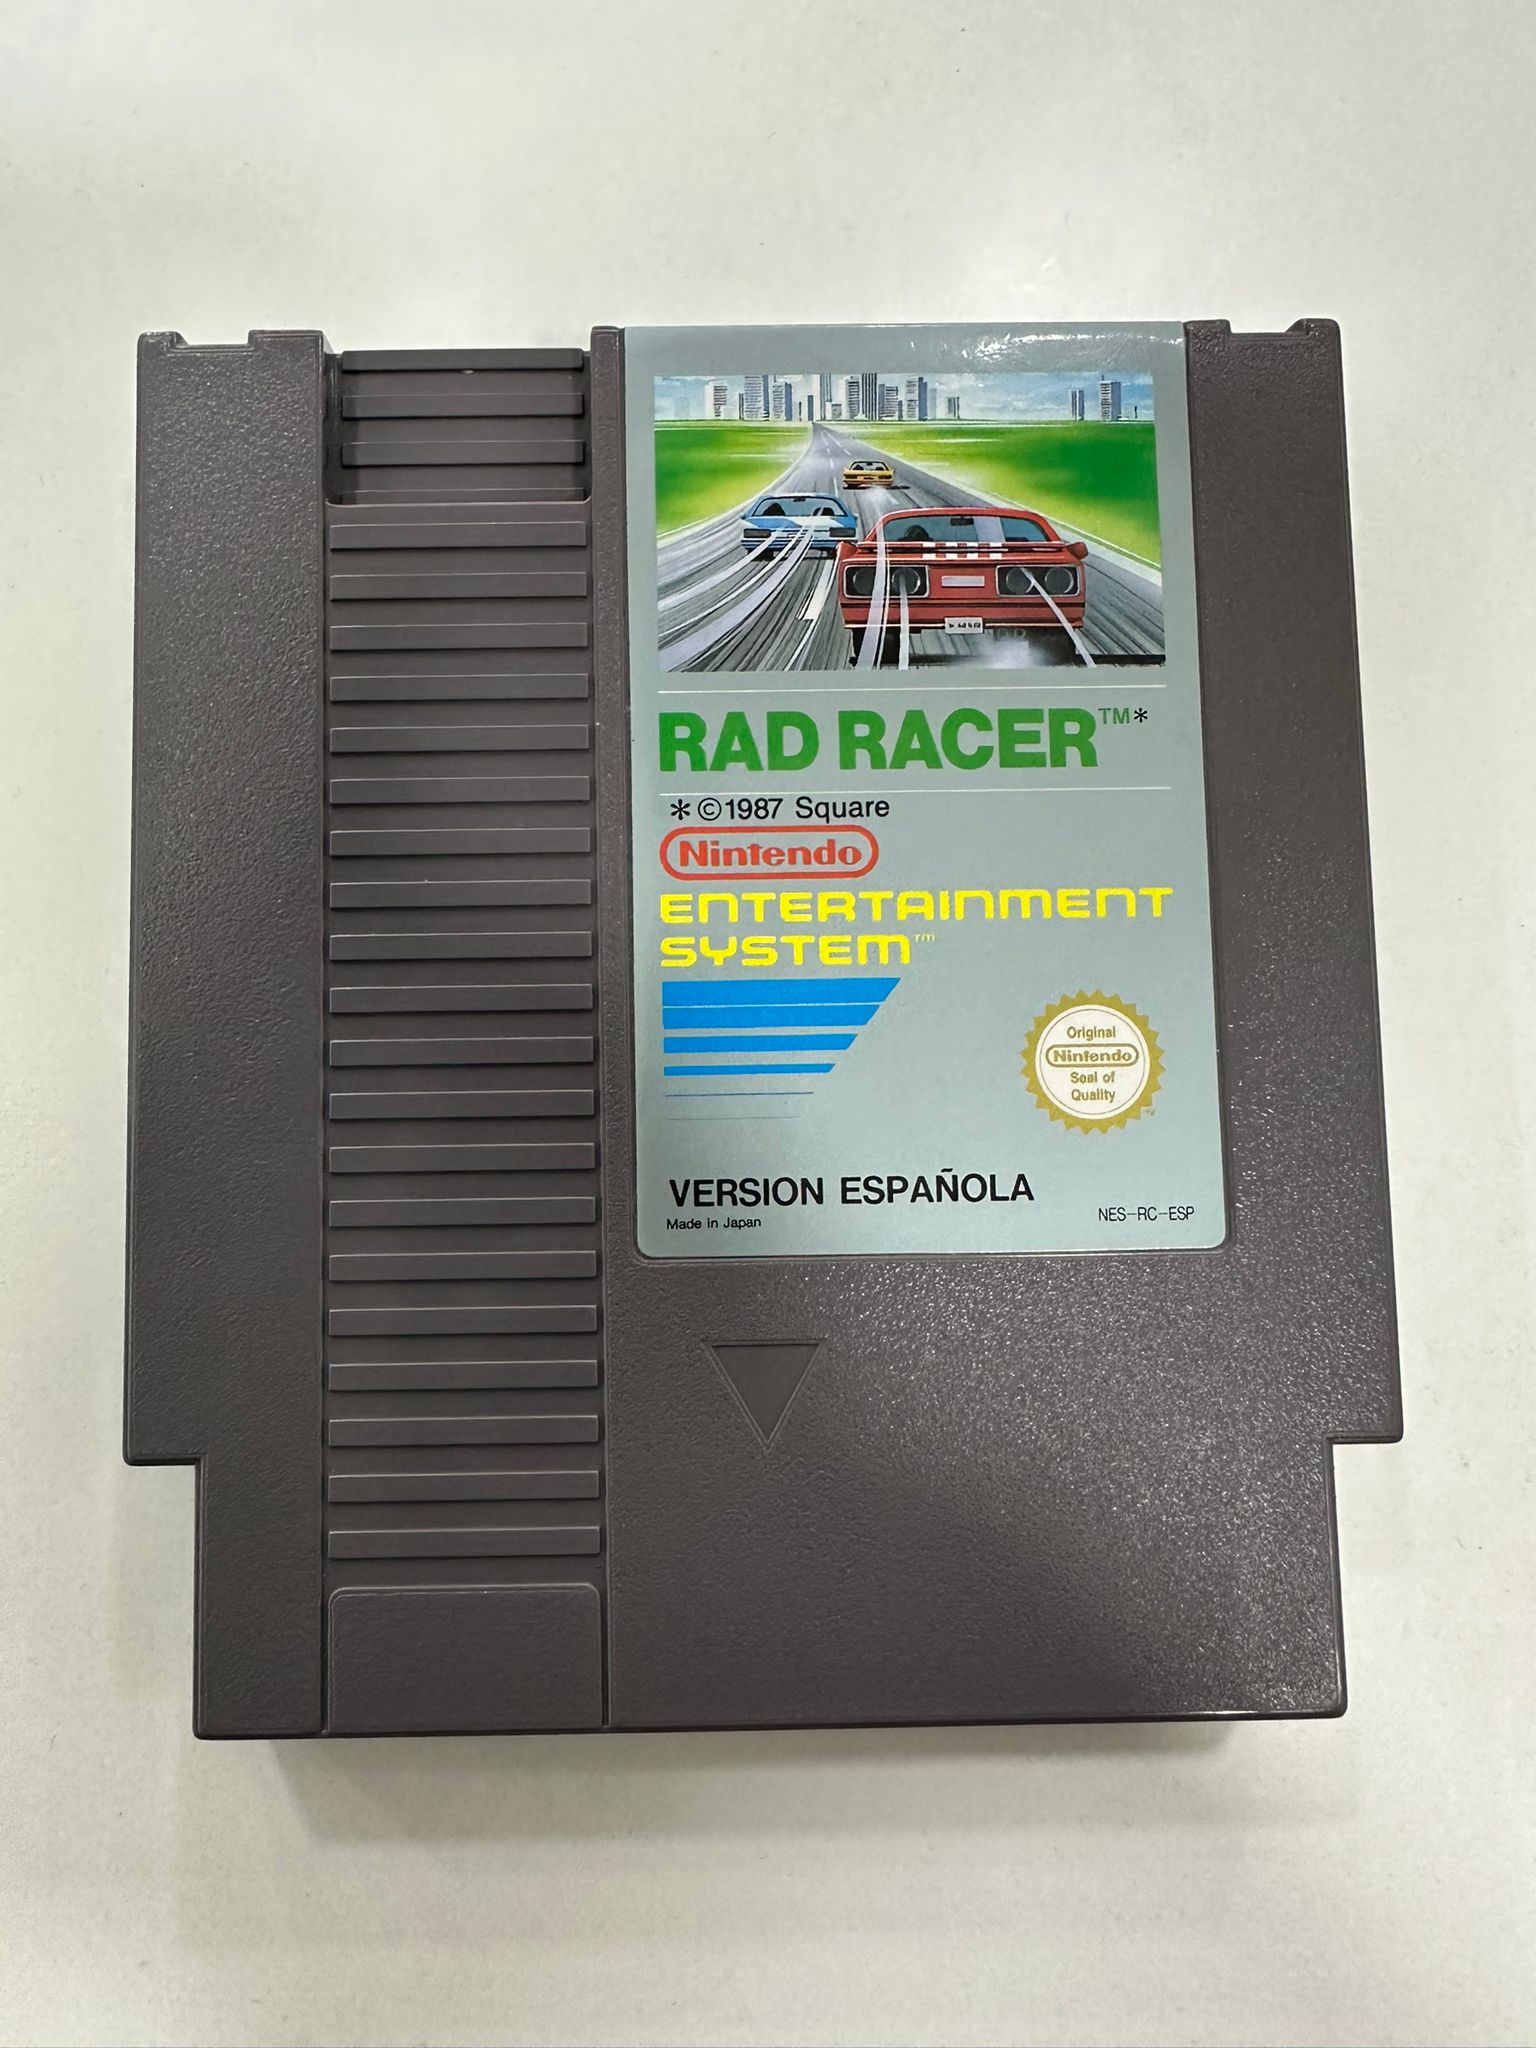 RAD RACER™*
*©1987 Square
Nintendo
ENTERTAINMENT
SYSTEM™
Original
Nintendo
Seal of
Quality
VERSION ESPAÑOLA
Made in Japan
NES-RC-ESP